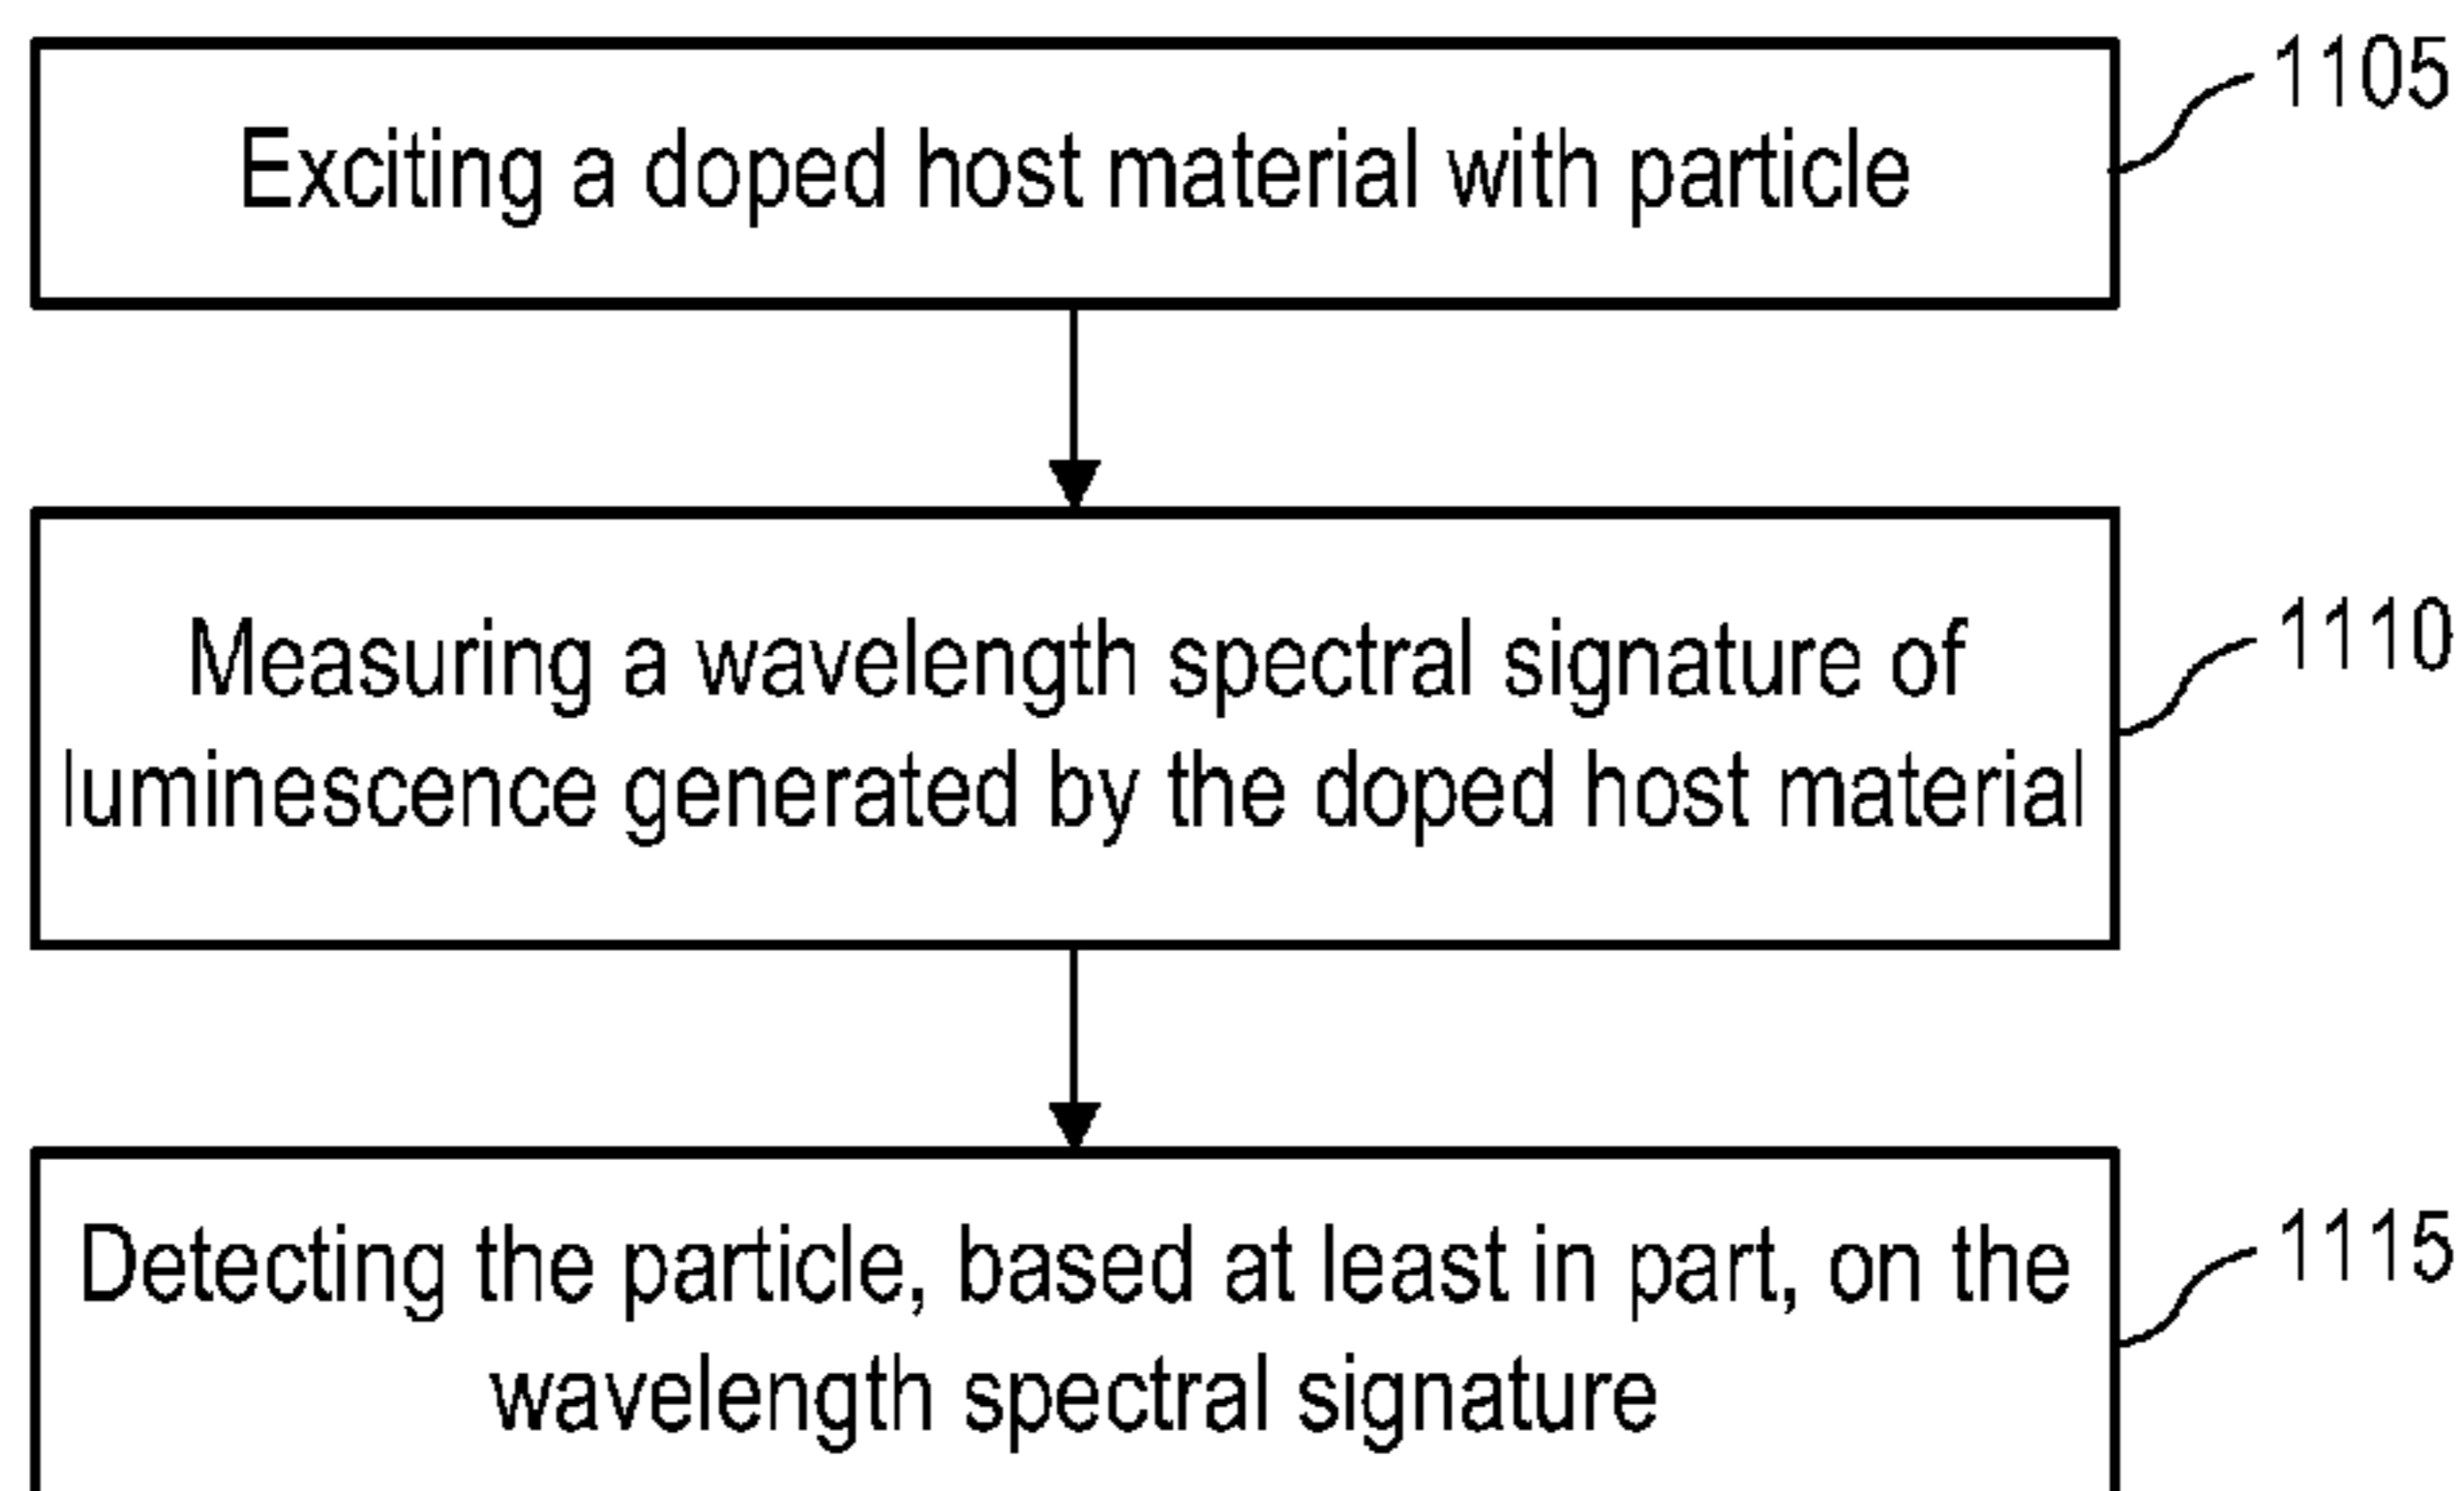 1105
Exciting a doped host material with particle
1110
Measuring a wavelength spectral signature of
luminescence generated by the doped host material
1115
Detecting the particle, based at least in part, on the
wavelength spectral signature